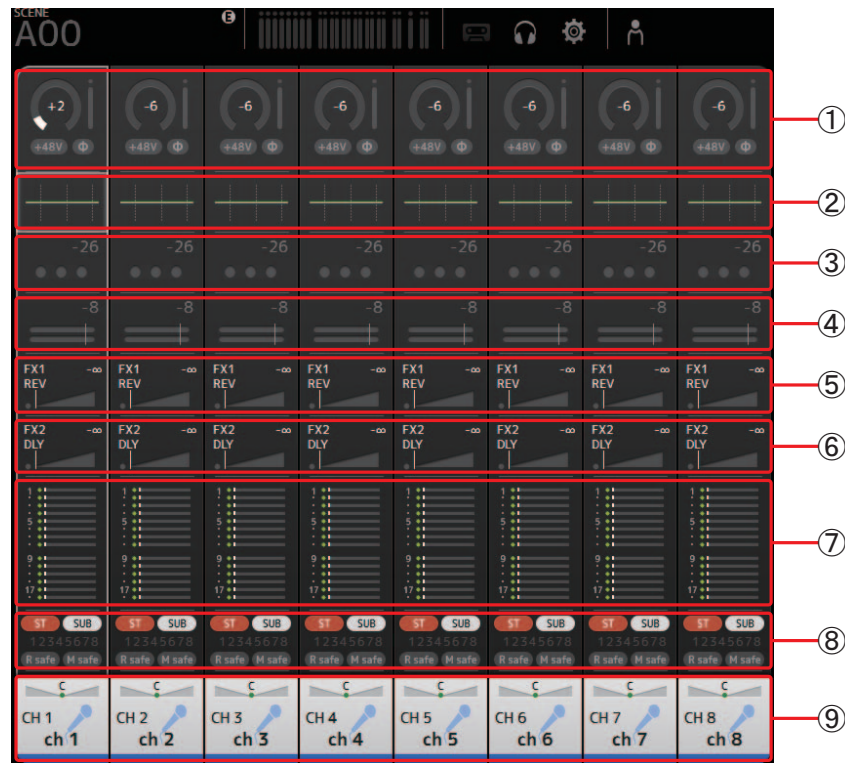 SCENE
A00 E
+2 -6 -6 -6 -6 -6 -6 -6 ①
+48V Φ +48V Φ +48V Φ +48V Φ +48V Φ +48V Φ +48V Φ +48V Φ
②
-26 -26 -26 -26 -26 -26 -26 -26 ③
-8 -8 -8 -8 -8 -8 -8 -8 ④
FX1 -∞ FX1 -∞ FX1 -∞ FX1 -∞ FX1 -∞ FX1 -∞ FX1 -∞ FX1 -∞
REV REV REV REV REV REV REV REV ⑤
FX2 -∞ FX2 -∞ FX2 -∞ FX2 -∞ FX2 -∞ FX2 -∞ FX2 -∞ FX2 -∞
DLY DLY DLY DLY DLY DLY DLY DLY ⑥
1 1 1 1 1 1 1 1
5 5 5 5 5 5 5 5 ⑦
9 9 9 9 9 9 9 9
17 17 17 17 17 17 17 17
ST SUB ST SUB ST SUB ST SUB ST SUB ST SUB ST SUB ST SUB
12345678 12345678 12345678 12345678 12345678 12345678 12345678 12345678 ⑧
R safe M safe R safe M safe R safe M safe R safe M safe R safe M safe R safe M safe R safe M safe R safe M safe
C C C C C C C C
CH 1 CH 2 CH 3 CH 4 CH 5 CH 6 CH 7 CH 8 ⑨
ch 1 ch 2 ch 3 ch 4 ch 5 ch 6 ch 7 ch 8